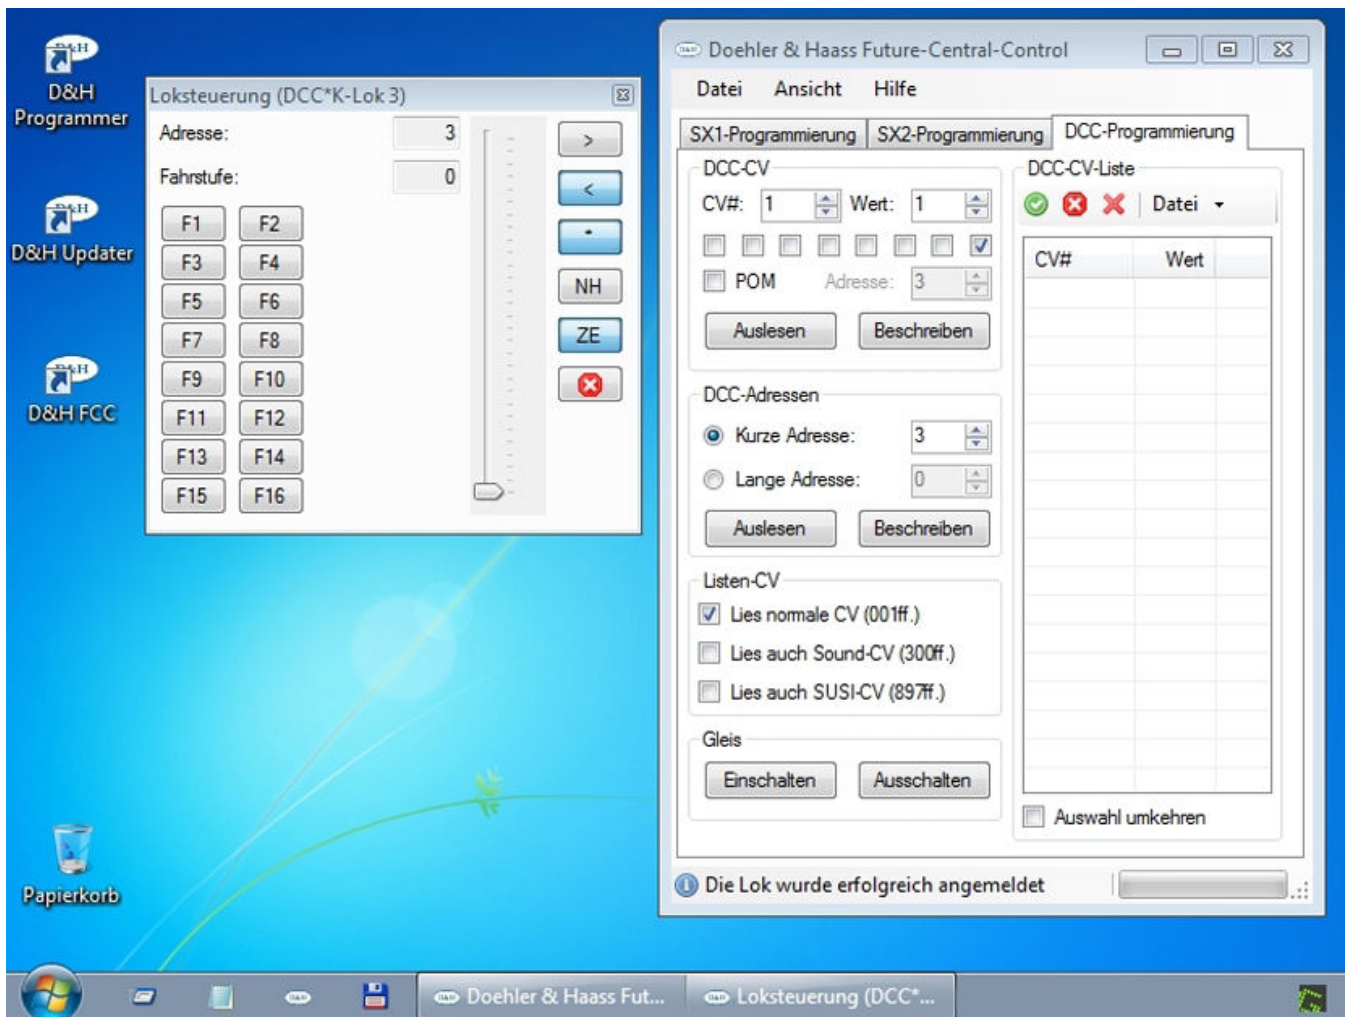 D&H
Programmer
D&H Updater
D&H FCC
Papierkorb
Loksteuerung (DCC*K-Lok 3)
Adresse: 3
Fahrstufe: 0
F1 F2
F3 F4
F5 F6
F7 F8
F9 F10
F11 F12
F13 F14
F15 F16
>
<
*
NH
ZE
Doehler & Haass Future-Central-Control
Datei Ansicht Hilfe
SX1-Programmierung SX2-Programmierung DCC-Programmierung
DCC-CV
CV#: 1 Wert: 1
POM Adresse: 3
Auslesen Beschreiben
DCC-Adressen
Kurze Adresse: 3
Lange Adresse: 0
Auslesen Beschreiben
Listen-CV
Lies normale CV (001ff.)
Lies auch Sound-CV (300ff.)
Lies auch SUSI-CV (897ff.)
Gleis
Einschalten Ausschalten
DCC-CV-Liste
Datei
CV# Wert
Auswahl umkehren
Die Lok wurde erfolgreich angemeldet
Doehler & Haass Fut... Loksteuerung (DCC*...